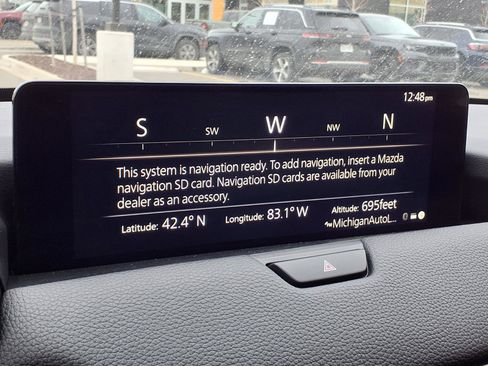 12:48pm
S SW W NW N
This system is navigation ready. To add navigation, insert a Mazda
navigation SD card. Navigation SD cards are available from your
dealer as an accessory.
Latitude: 42.4° N Longitude: 83.1° W Altitude: 695feet
MichiganAutoL...